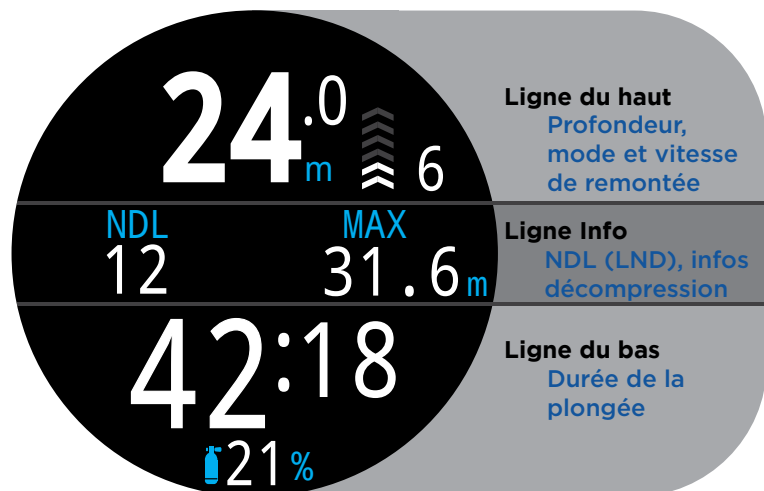 24.0m 6
Ligne du haut
Profondeur,
mode et vitesse
de remontée
NDL MAX
12 31.6m
Ligne Info
NDL (LND), infos
décompression
42:18
21%
Ligne du bas
Durée de la
plongée